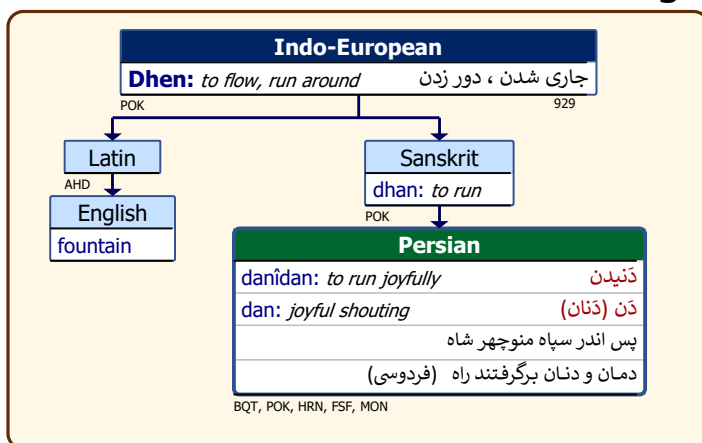 Indo-European
Dhen: to flow, run around جاری شدن ، دور زدن
POK 929
Latin
AHD
English
fountain
Sanskrit
dhan: to run
POK
Persian
danîdan: to run joyfully دَنیدن
dan: joyful shouting دَن (دَنان)
پس اندر سپاه منوچهر شاه
دمـان و دنـان برگرفتند راه (فردوسی)
BQT, POK, HRN, FSF, MON